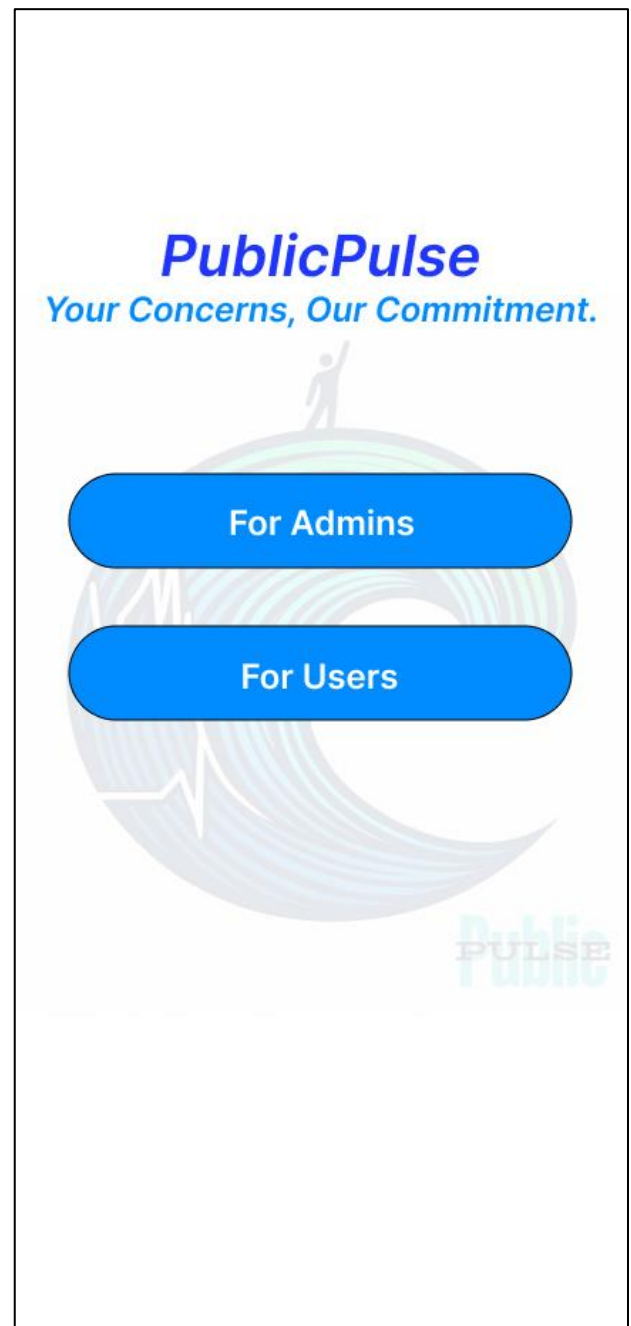 PublicPulse
Your Concerns, Our Commitment.
For Admins
For Users
Public
PULSE